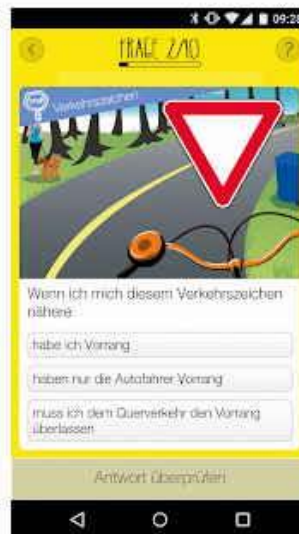 09:28
FRAGE 2/10
?
Verkehrszeichen
Wenn ich mich diesem Verkehrszeichen
nähere:
habe ich Vorrang
haben nur die Autofahrer Vorrang
muss ich dem Querverkehr den Vorrang
überlassen
Antwort überprüfen